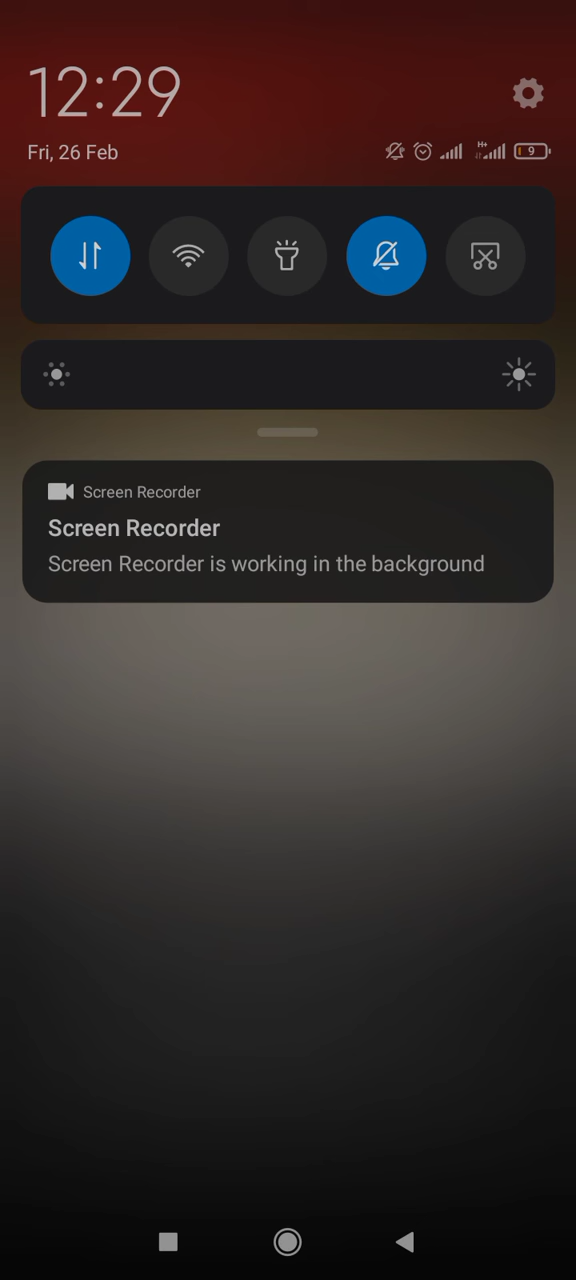 12:29
Fri, 26 Feb
H+
9
Screen Recorder
Screen Recorder
Screen Recorder is working in the background